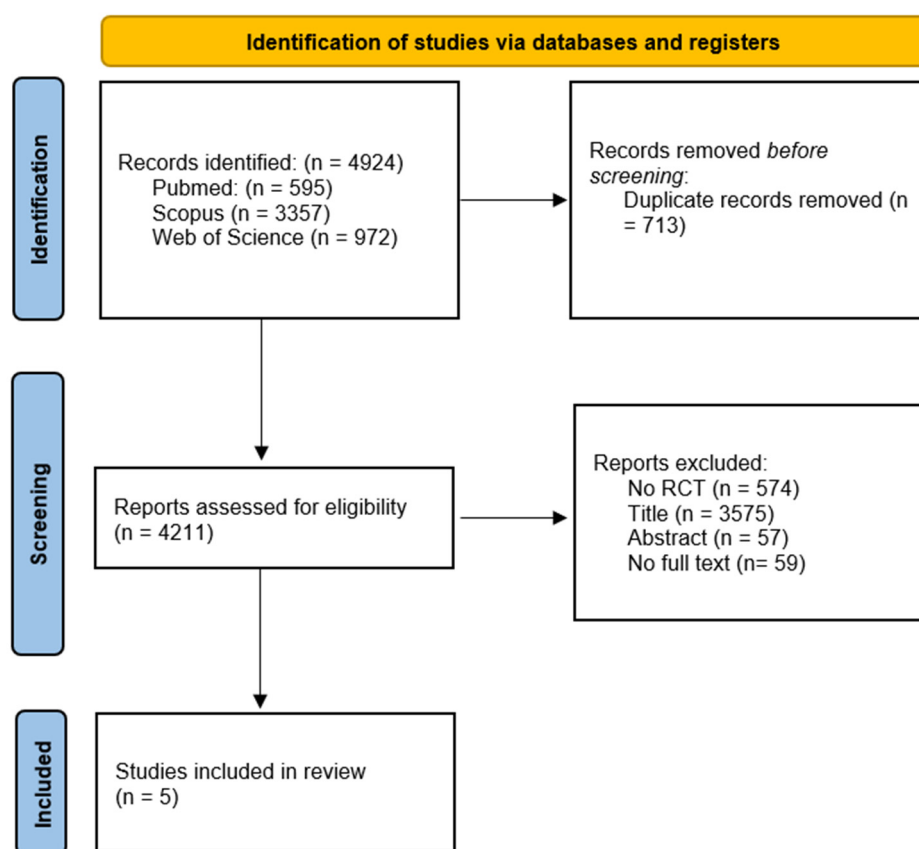 Identification of studies via databases and registers
Identification
Records identified: (n = 4924)
Pubmed: (n = 595)
Scopus (n = 3357)
Web of Science (n = 972)
Records removed before
screening:
Duplicate records removed (n
= 713)
Screening
Reports assessed for eligibility
(n = 4211)
Reports excluded:
No RCT (n = 574)
Title (n = 3575)
Abstract (n = 57)
No full text (n= 59)
Included
Studies included in review
(n = 5)